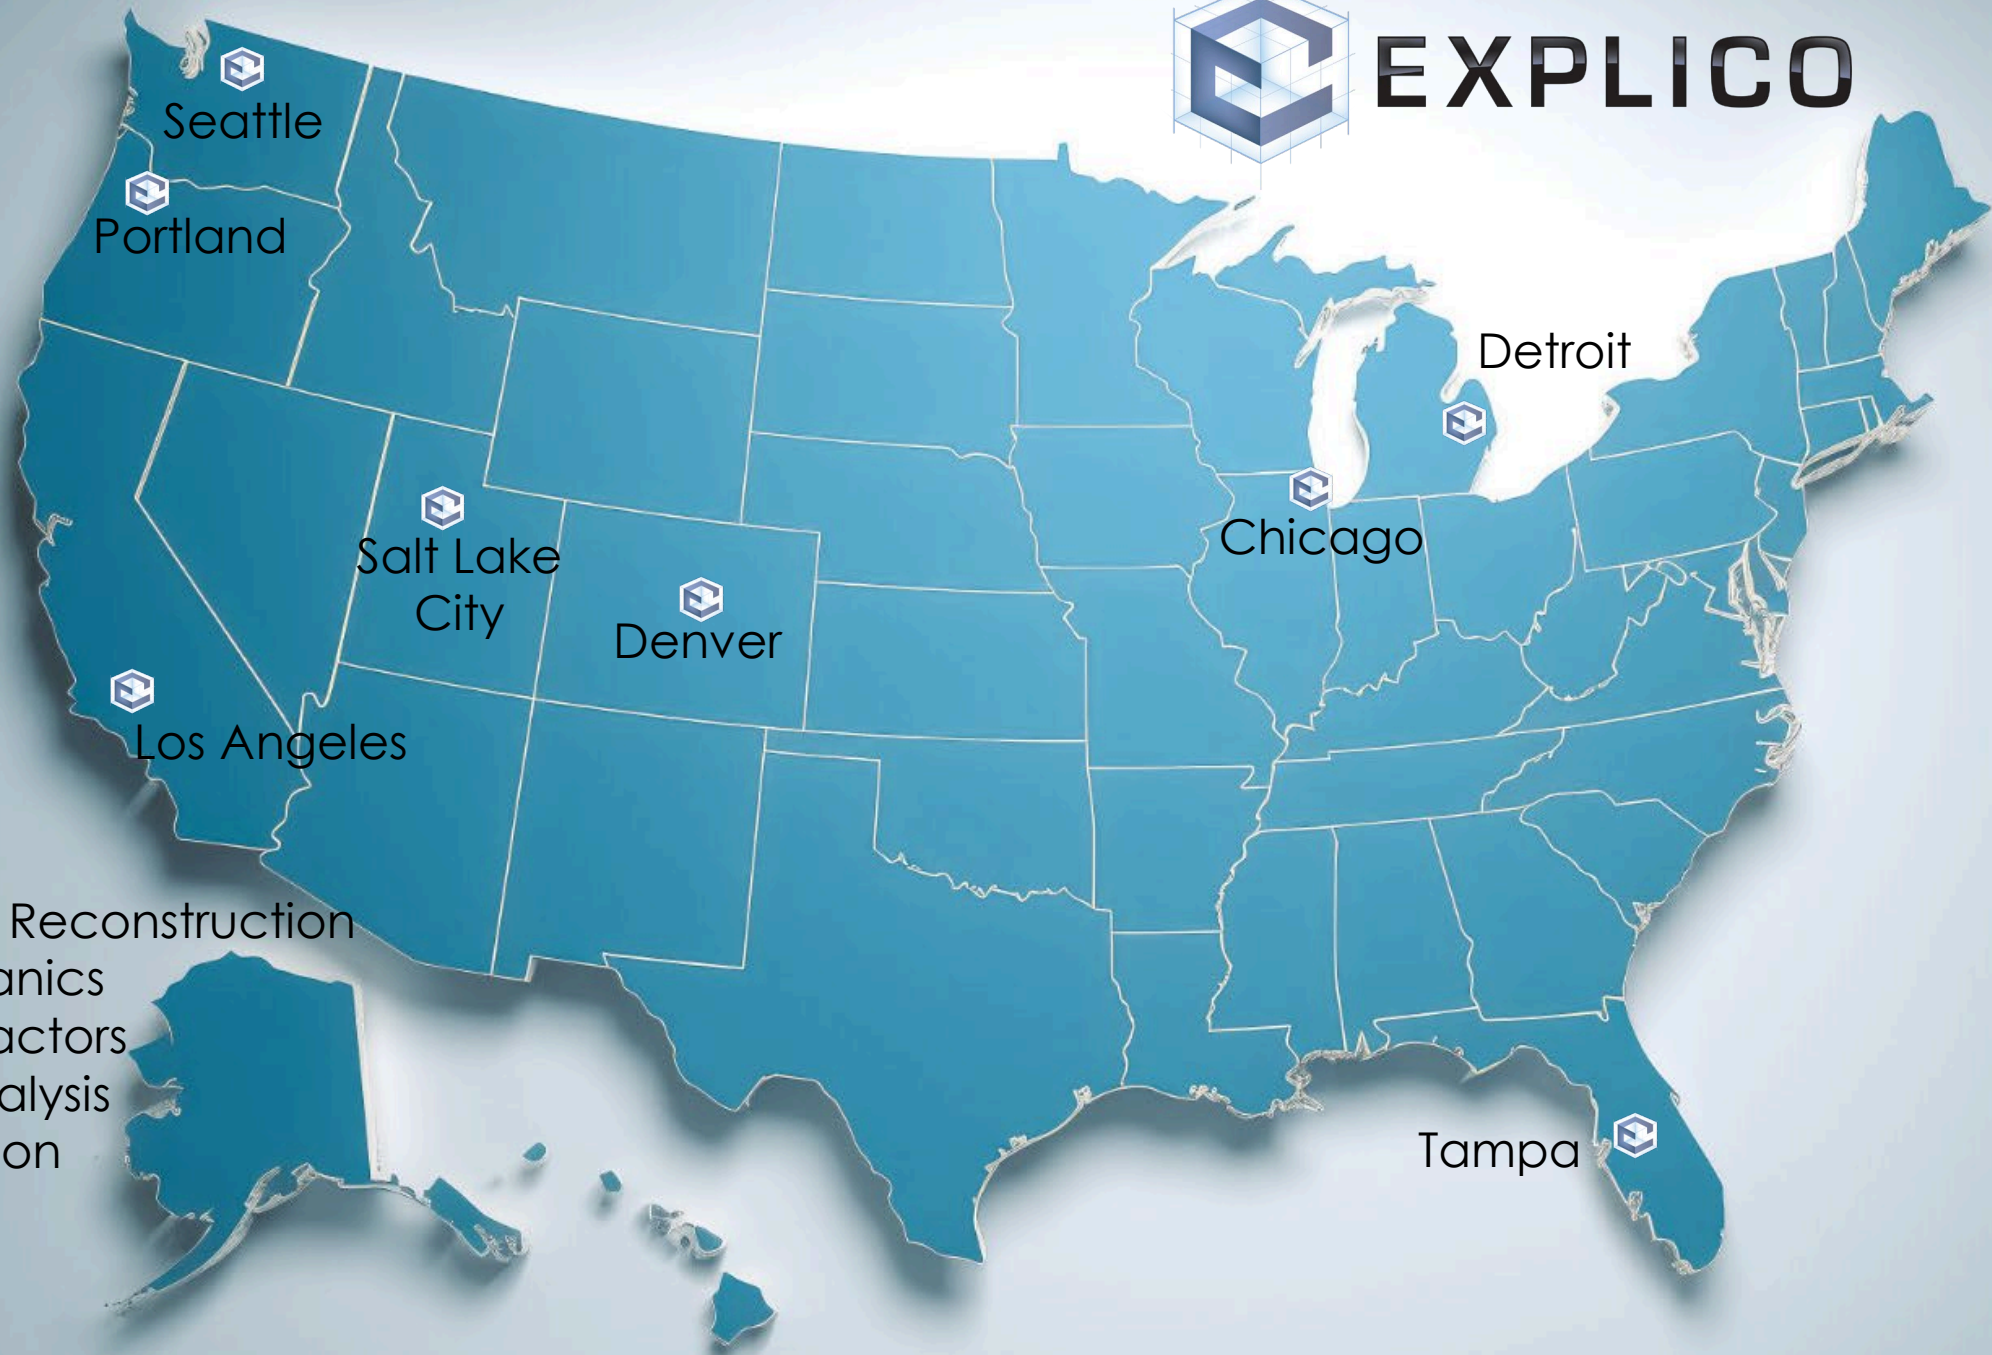 EXPLICO
Seattle
Portland
Detroit
Chicago
Salt Lake
City
Denver
Los Angeles
Reconstruction
anics
actors
alysis
on
Tampa